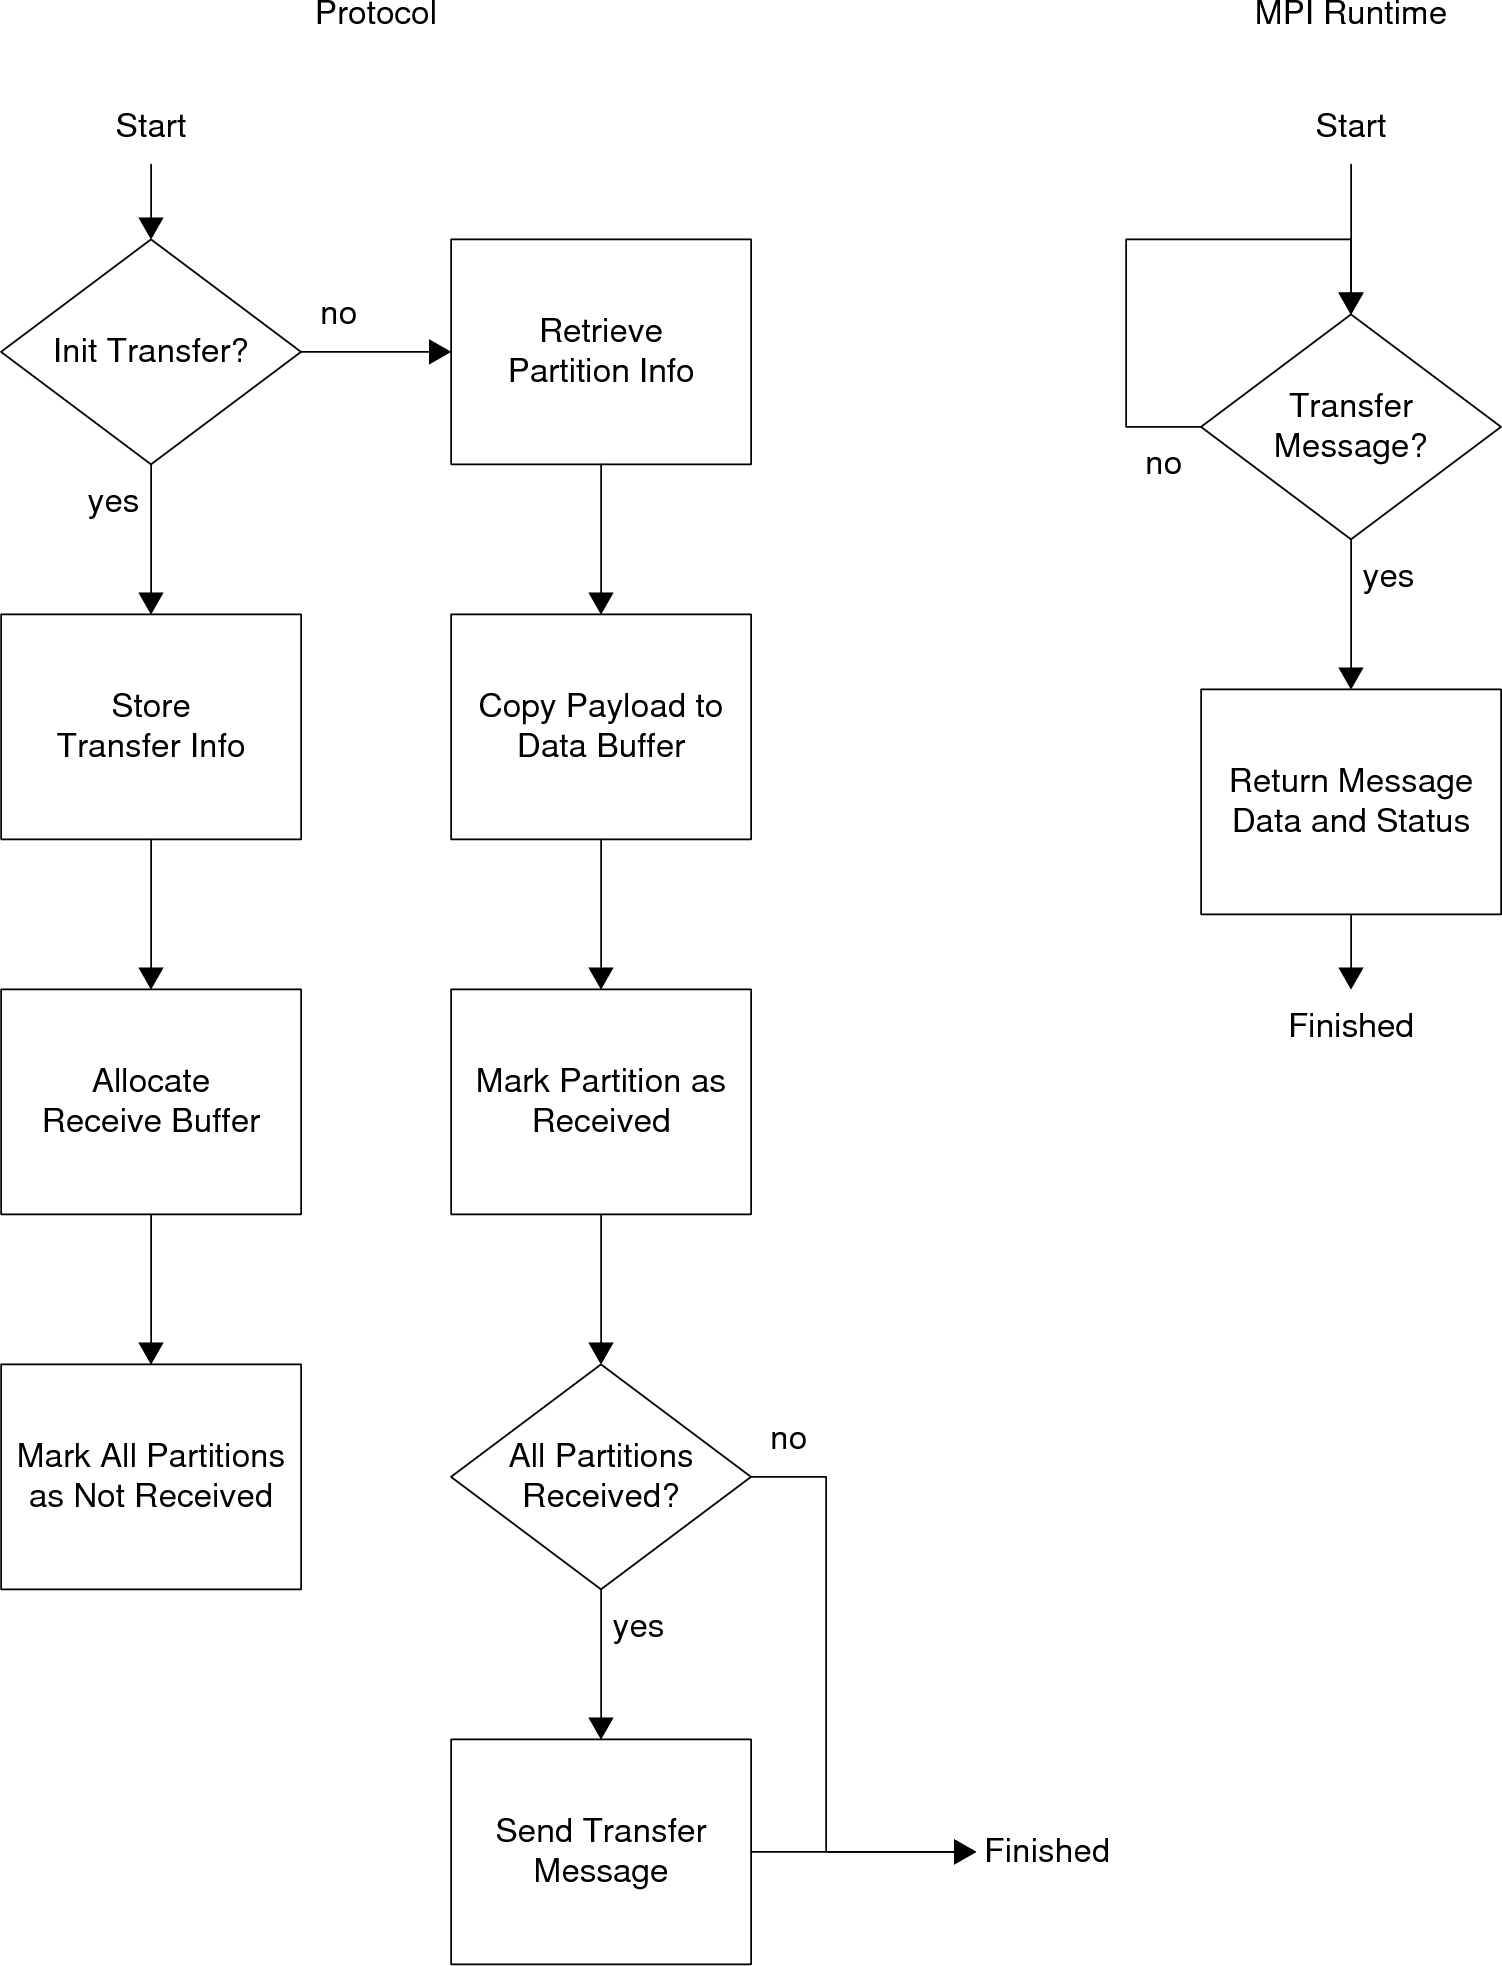 Protocol
MPI Runtime
Start
Start
Init Transfer?
no
yes
Retrieve
Partition Info
Transfer
Message?
no
yes
Store
Transfer Info
Copy Payload to
Data Buffer
Return Message
Data and Status
Finished
Allocate
Receive Buffer
Mark Partition as
Received
Mark All Partitions
as Not Received
All Partitions
Received?
no
yes
Send Transfer
Message
Finished